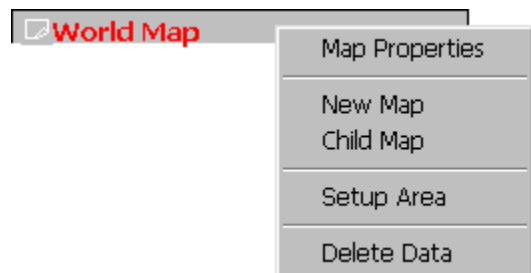 World Map
Map Properties
New Map
Child Map
Setup Area
Delete Data